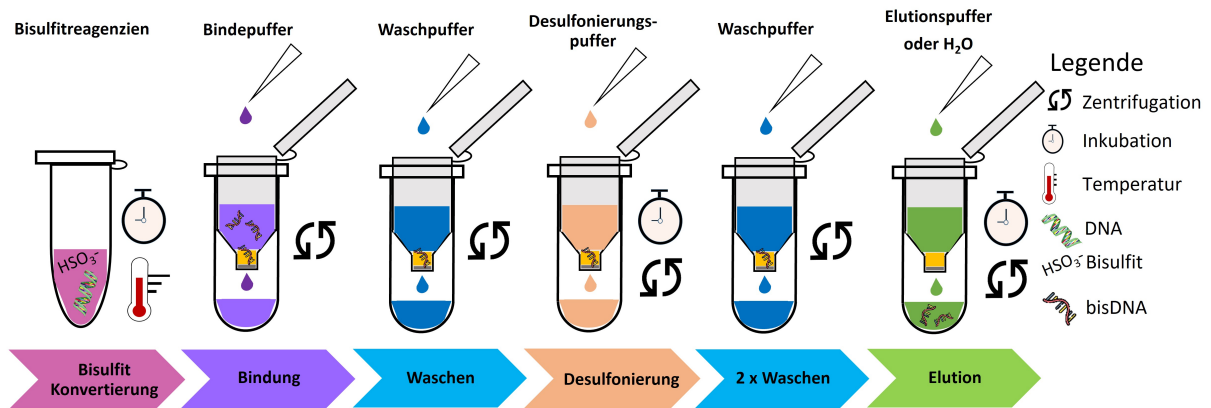 Bisulfitreagenzien
Bindepuffer
Waschpuffer
Desulfonierungs-
puffer
Waschpuffer
Elutionspuffer
oder H₂O
Legende
Zentrifugation
Inkubation
Temperatur
DNA
HSO₃⁻ Bisulfit
bisDNA
HSO₃⁻
Bisulfit
Konvertierung
Bindung
Waschen
Desulfonierung
2 x Waschen
Elution